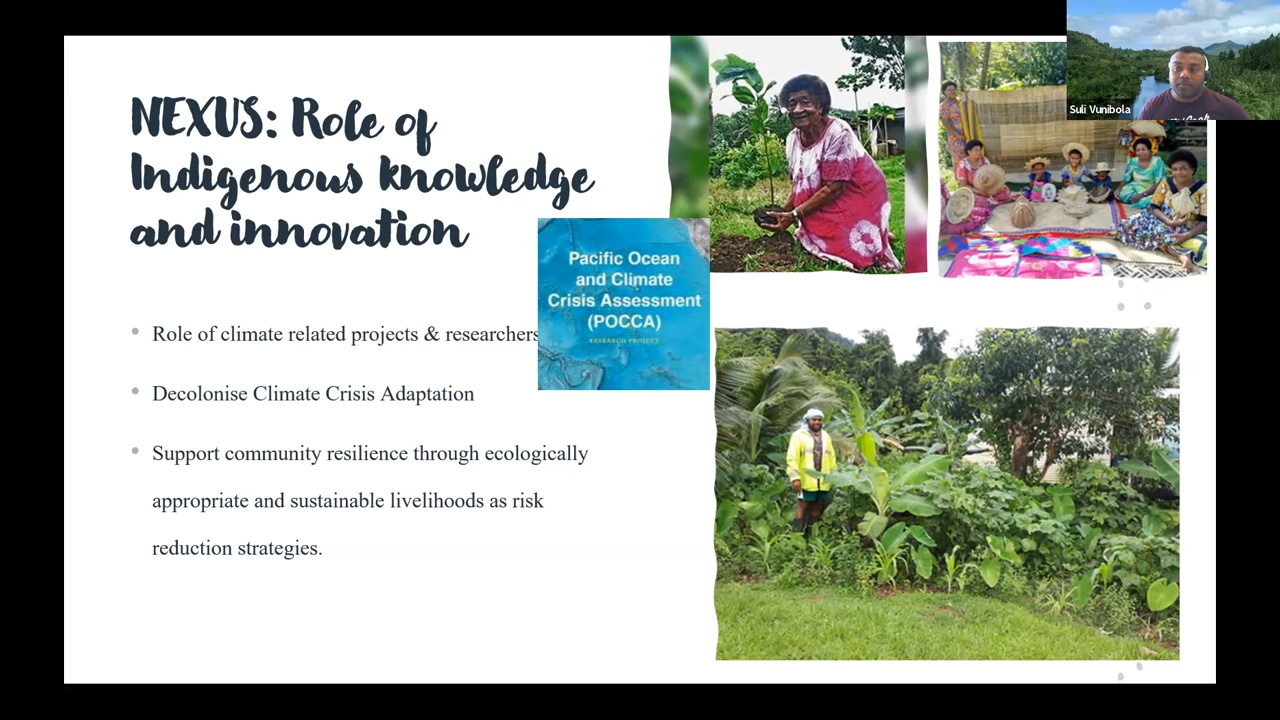 NEXUS: Role of
Indigenous knowledge
and innovation
Role of climate related projects & researchers
Decolonise Climate Crisis Adaptation
Support community resilience through ecologically
appropriate and sustainable livelihoods as risk
reduction strategies.
Pacific Ocean
and Climate
Crisis Assessment
(POCCA)
RESEARCH PROJECT
Suli Vunibola